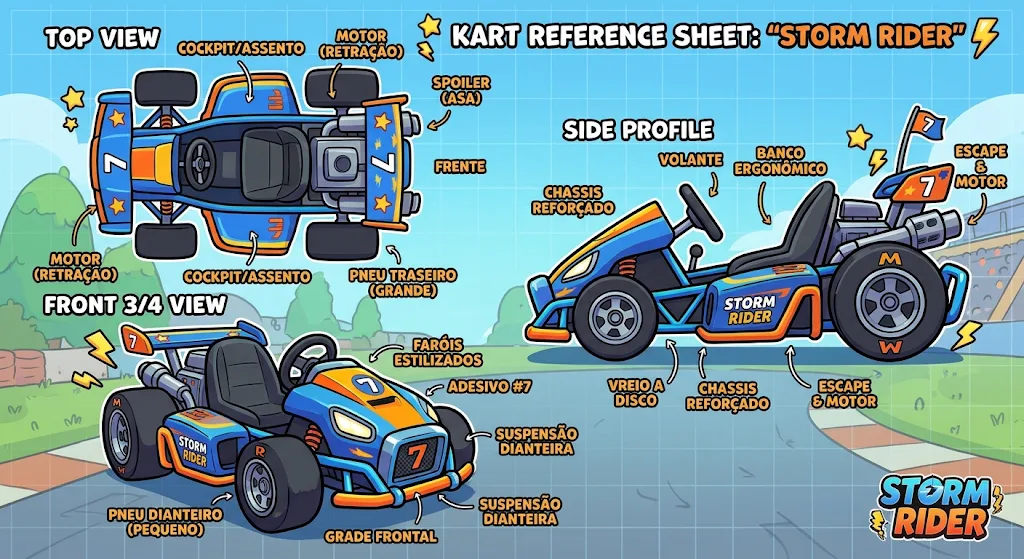 TOP VIEW
COCKPIT/ASSENTO
MOTOR
(RETRAÇÃO)
KART REFERENCE SHEET: "STORM RIDER"
SPOILER
(ASA)
7
7
FRENTE
MOTOR
(RETRAÇÃO)
COCKPIT/ASSENTO
PNEU TRASEIRO
(GRANDE)
SIDE PROFILE
VOLANTE
BANCO
ERGONÔMICO
7
ESCAPE
&
MOTOR
7
CHASSIS
REFORÇADO
STORM
RIDER
M
W
VREIO A
DISCO
CHASSIS
REFORÇADO
ESCAPE
& MOTOR
FRONT 3/4 VIEW
7
FARÓIS
ESTILIZADOS
7
ADESIVO #7
M
W
STORM
RIDER
R
7
SUSPENSÃO
DIANTEIRA
SUSPENSÃO
DIANTEIRA
PNEU DIANTEIRO
(PEQUENO)
GRADE FRONTAL
STORM
RIDER